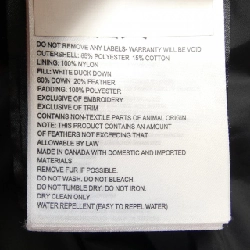 DO NOT REMOVE ANY LABELS- WARRANTY WILL BE VOID
OUTERSHELL: 85% POLYESTER 15% COTTON
LINING: 100% NYLON
FILL: WHITE DUCK DOWN
80% DOWN 20% FEATHER
PADDING: 100% POLYESTER
EXCLUSIVE OF EMBROIDERY
EXCLUSIVE OF TRIM
CONTAINS NON-TEXTILE PARTS OF ANIMAL ORIGIN
NOTE: THIS PRODUCT CONTAINS AN AMOUNT
OF FEATHERS NOT EXCEEDING THAT
ALLOWABLE BY LAW
MADE IN CANADA WITH DOMESTIC AND IMPORTED
MATERIALS
REMOVE FUR IF POSSIBLE.
DO NOT WASH. DO NOT BLEACH.
DO NOT TUMBLE DRY. DO NOT IRON.
DRY CLEAN ONLY
WATER REPELLENT (EASY TO REPEL WATER)